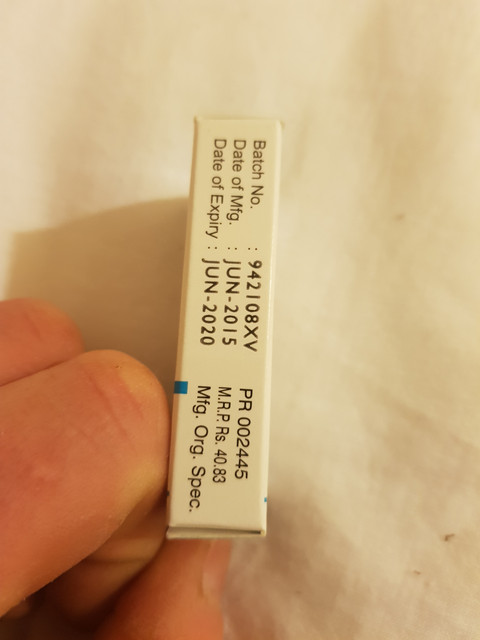 Batch No. : 942108XV
Date of Mfg. : JUN-2015
Date of Expiry : JUN-2020
PR 002445
M.R.P. Rs. 40.83
Mfg. Org. Spec.